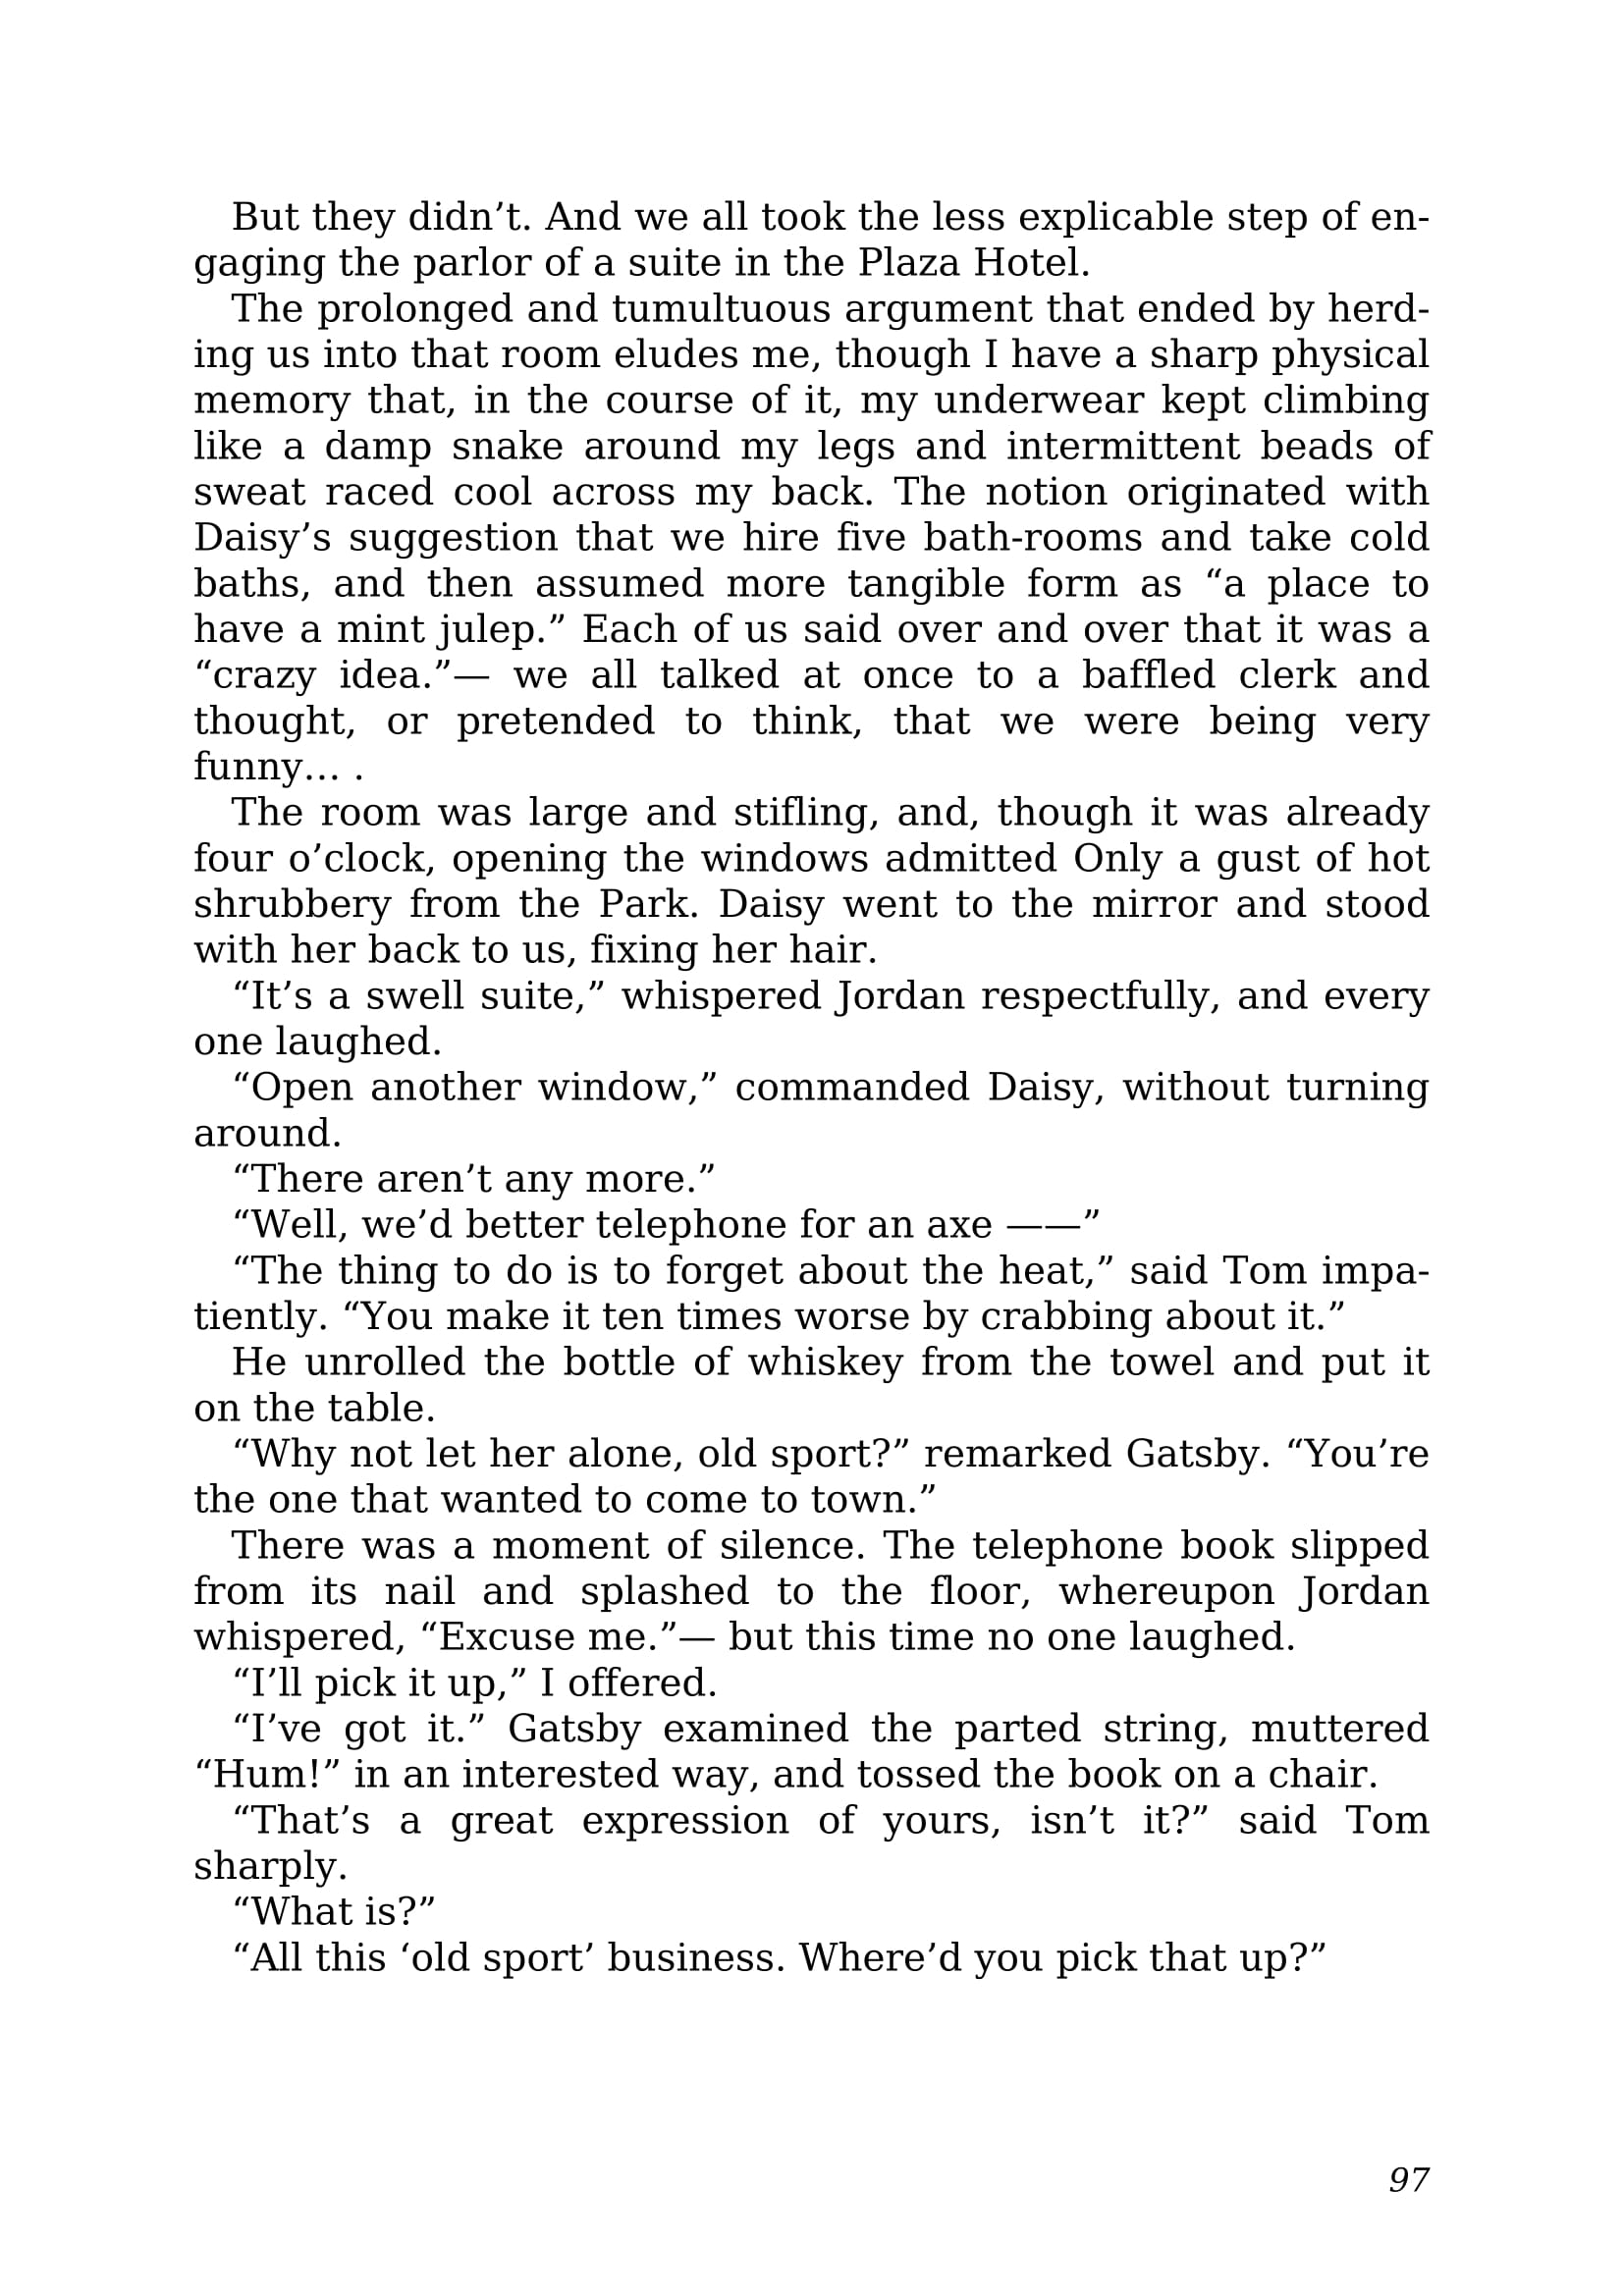 But they didn’t. And we all took the less explicable step of en-
gaging the parlor of a suite in the Plaza Hotel.
The prolonged and tumultuous argument that ended by herd-
ing us into that room eludes me, though I have a sharp physical
memory that, in the course of it, my underwear kept climbing
like a damp snake around my legs and intermittent beads of
sweat raced cool across my back. The notion originated with
Daisy’s suggestion that we hire five bath-rooms and take cold
baths, and then assumed more tangible form as “a place to
have a mint julep.” Each of us said over and over that it was a
“crazy idea.”— we all talked at once to a baffled clerk and
thought, or pretended to think, that we were being very
funny… .
The room was large and stifling, and, though it was already
four o’clock, opening the windows admitted Only a gust of hot
shrubbery from the Park. Daisy went to the mirror and stood
with her back to us, fixing her hair.
“It’s a swell suite,” whispered Jordan respectfully, and every
one laughed.
“Open another window,” commanded Daisy, without turning
around.
“There aren’t any more.”
“Well, we’d better telephone for an axe ——”
“The thing to do is to forget about the heat,” said Tom impa-
tiently. “You make it ten times worse by crabbing about it.”
He unrolled the bottle of whiskey from the towel and put it
on the table.
“Why not let her alone, old sport?” remarked Gatsby. “You’re
the one that wanted to come to town.”
There was a moment of silence. The telephone book slipped
from its nail and splashed to the floor, whereupon Jordan
whispered, “Excuse me.”— but this time no one laughed.
“I’ll pick it up,” I offered.
“I’ve got it.” Gatsby examined the parted string, muttered
“Hum!” in an interested way, and tossed the book on a chair.
“That’s a great expression of yours, isn’t it?” said Tom
sharply.
“What is?”
“All this ‘old sport’ business. Where’d you pick that up?”
97